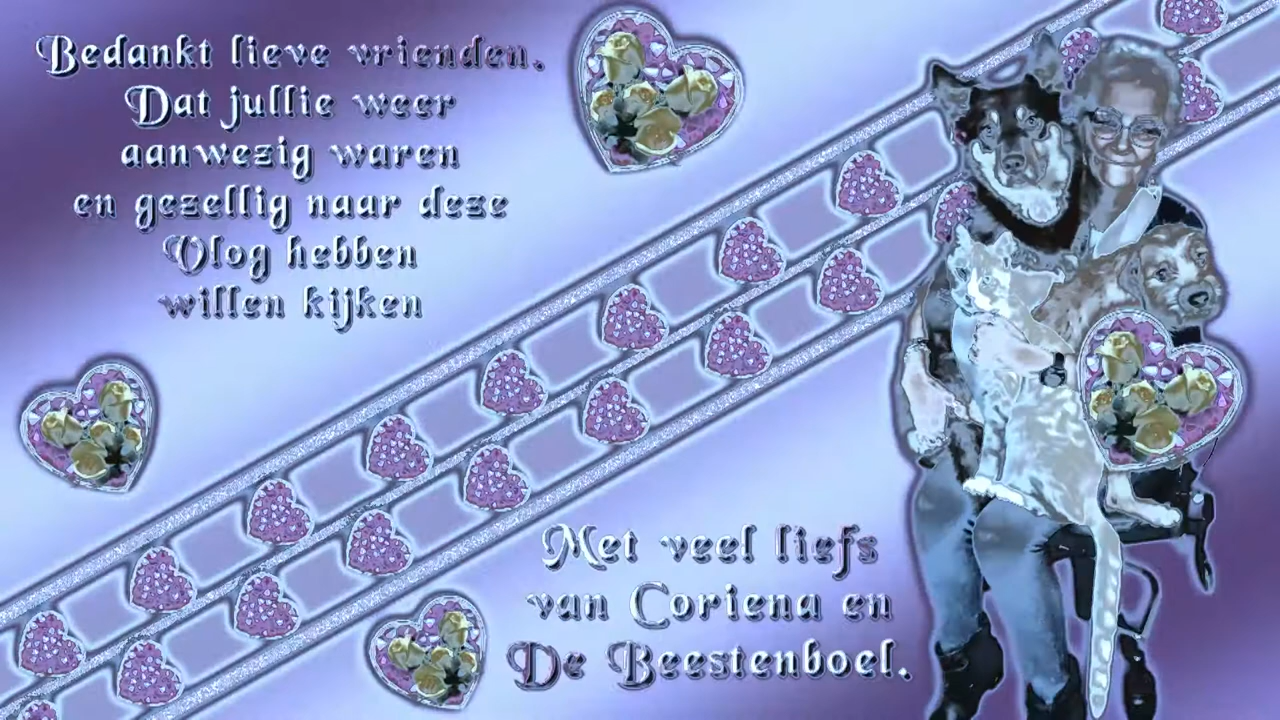 Bedankt lieve vrienden.
Dat jullie weer
aanwezig waren
en gezellig naar deze
Vlog hebben
willen kijken
Met veel liefs
van Coriena en
De Beestenboel.